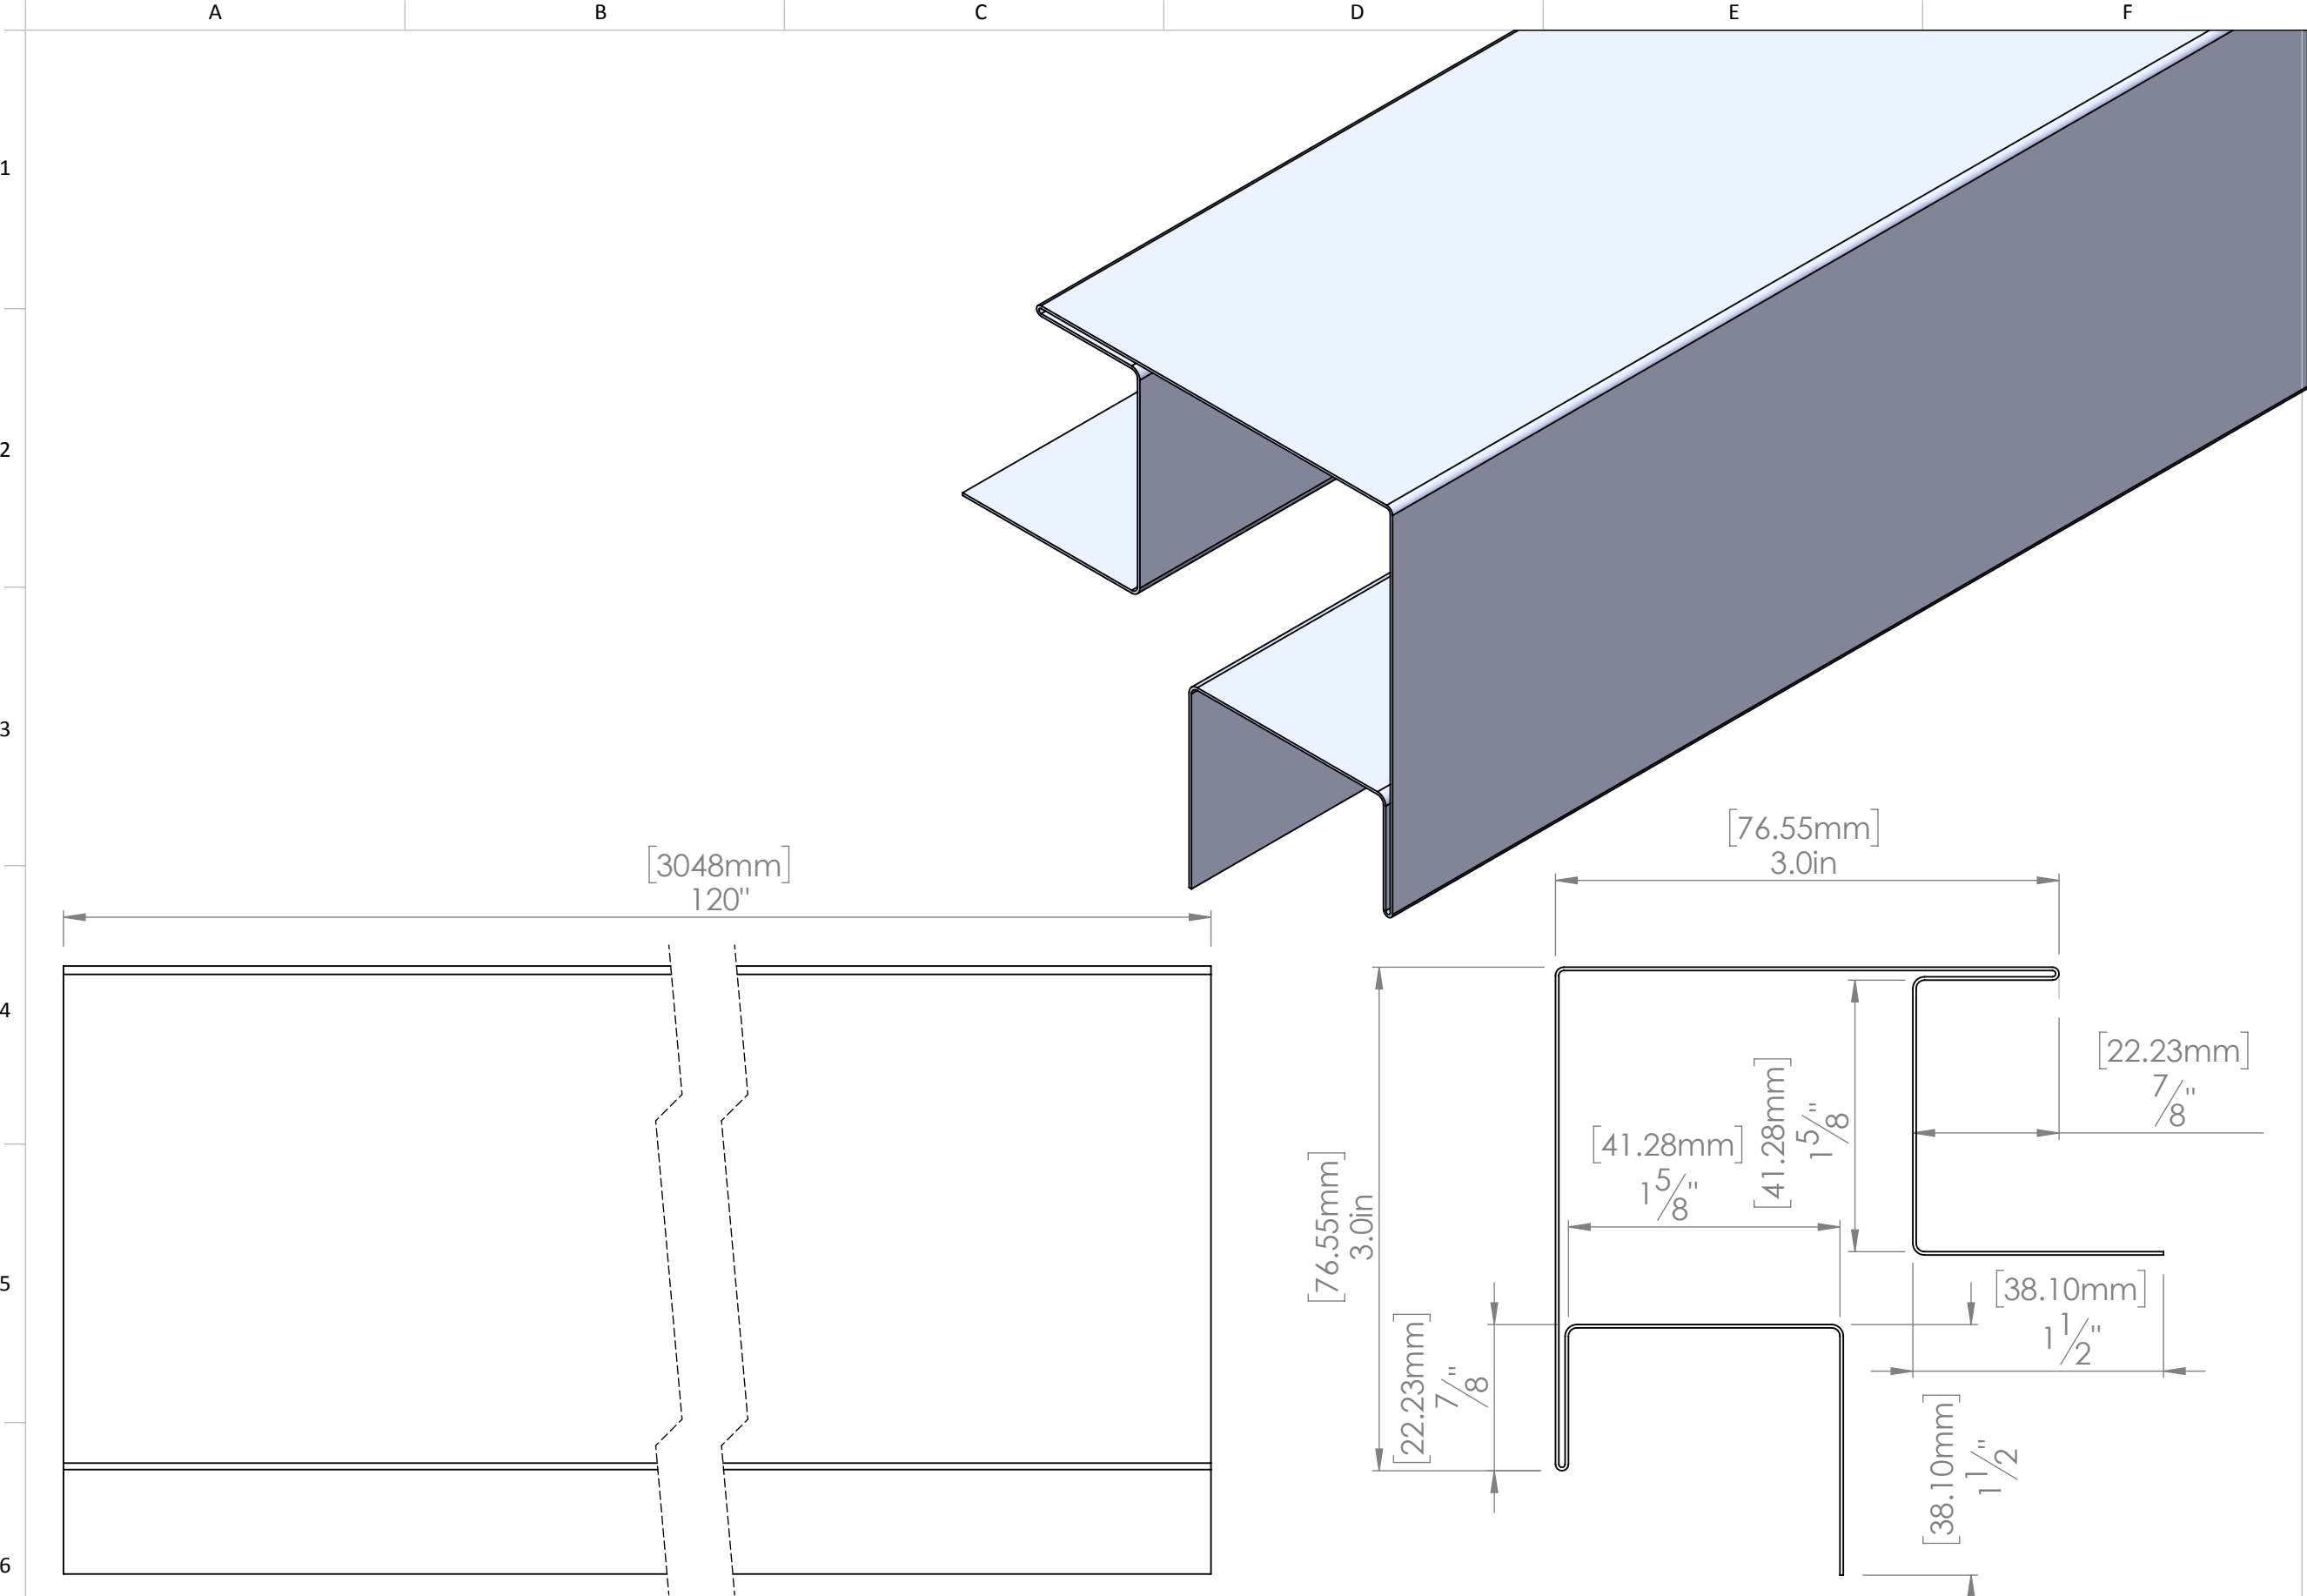 A B C D E F
1
2
3
[76.55mm]
3.0in
[3048mm]
120"
4
[22.23mm]
7/8"
[41.28mm]
1 5/8"
[41.28mm]
1 5/8"
[76.55mm]
3.0in
5
[38.10mm]
1 1/2"
[22.23mm]
7/8"
[38.10mm]
1 1/2"
6